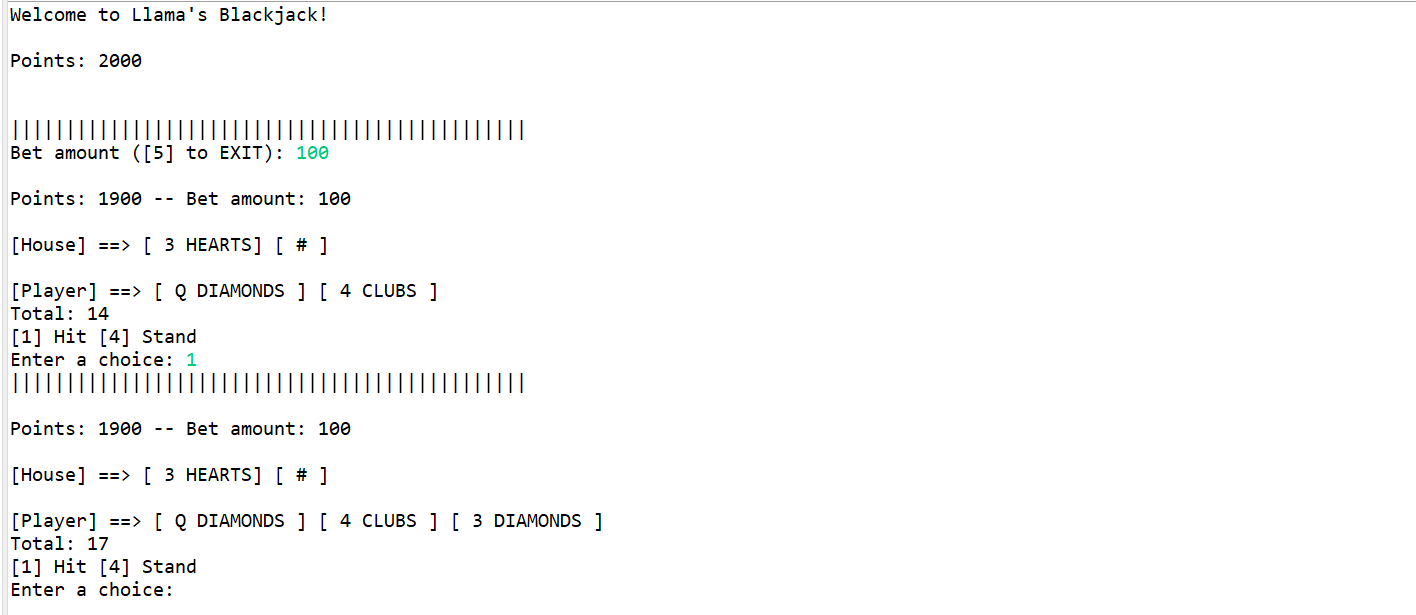 Welcome to Llama's Blackjack!
Points: 2000
|||||||||||||||||||||||||||||||||||||||||||||||
Bet amount ([5] to EXIT): 100
Points: 1900 -- Bet amount: 100
[House] ==> [ 3 HEARTS] [ # ]
[Player] ==> [ Q DIAMONDS ] [ 4 CLUBS ]
Total: 14
[1] Hit [4] Stand
Enter a choice: 1
|||||||||||||||||||||||||||||||||||||||||||||||
Points: 1900 -- Bet amount: 100
[House] ==> [ 3 HEARTS] [ # ]
[Player] ==> [ Q DIAMONDS ] [ 4 CLUBS ] [ 3 DIAMONDS ]
Total: 17
[1] Hit [4] Stand
Enter a choice: